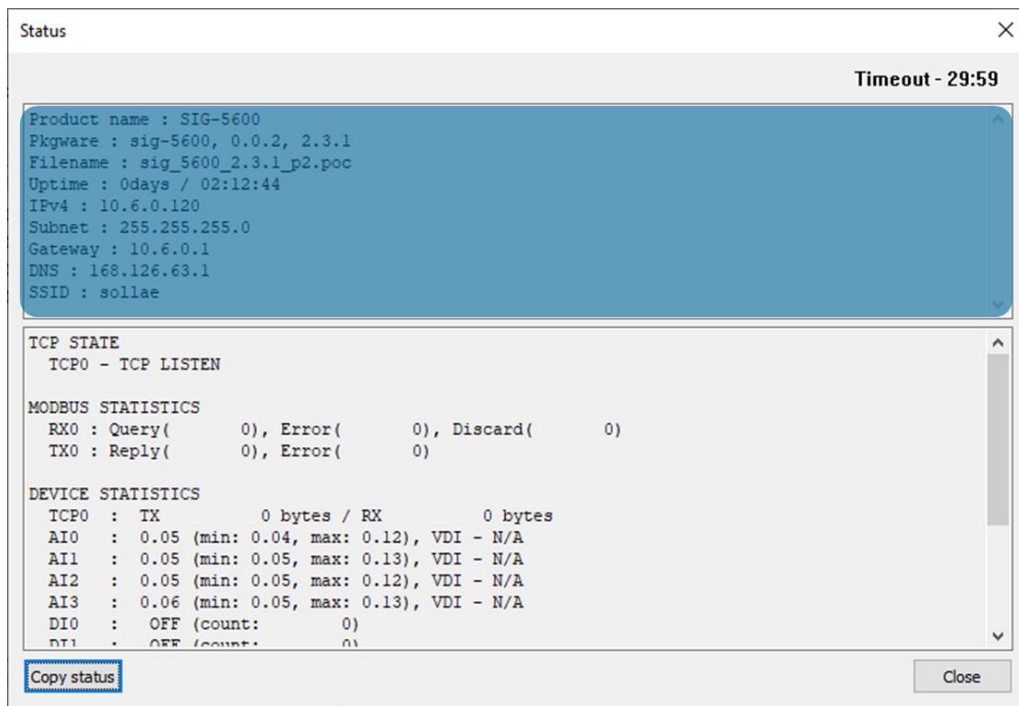 Status
Timeout - 29:59
Product name : SIG-5600
Pkgware : sig-5600, 0.0.2, 2.3.1
Filename : sig_5600_2.3.1_p2.poc
Uptime : 0days / 02:12:44
IPv4 : 10.6.0.120
Subnet : 255.255.255.0
Gateway : 10.6.0.1
DNS : 168.126.63.1
SSID : sollae
TCP STATE
TCP0 - TCP LISTEN
MODBUS STATISTICS
RX0 : Query( 0), Error( 0), Discard( 0)
TX0 : Reply( 0), Error( 0)
DEVICE STATISTICS
TCP0 : TX 0 bytes / RX 0 bytes
AI0 : 0.05 (min: 0.04, max: 0.12), VDI - N/A
AI1 : 0.05 (min: 0.05, max: 0.13), VDI - N/A
AI2 : 0.05 (min: 0.05, max: 0.12), VDI - N/A
AI3 : 0.06 (min: 0.05, max: 0.13), VDI - N/A
DI0 : OFF (count: 0)
DI1 : OFF (count: 0)
Copy status
Close